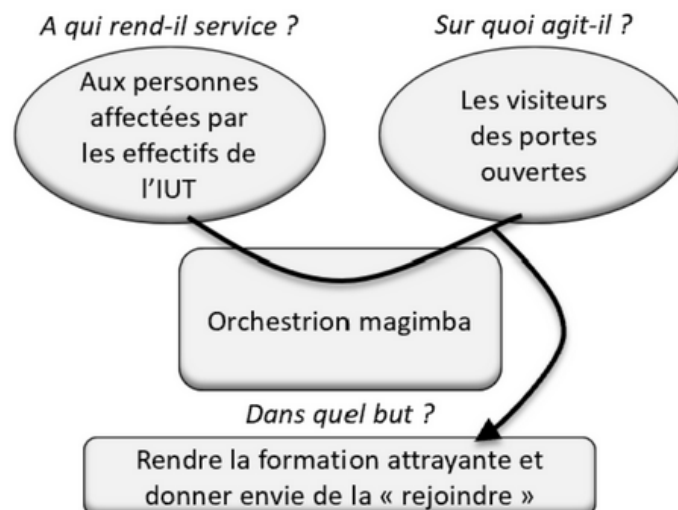 A qui rend-il service ?
Sur quoi agit-il ?
Aux personnes
affectées par
les effectifs de
l'IUT
Les visiteurs
des portes
ouvertes
Orchestrion magimba
Dans quel but ?
Rendre la formation attrayante et
donner envie de la « rejoindre »